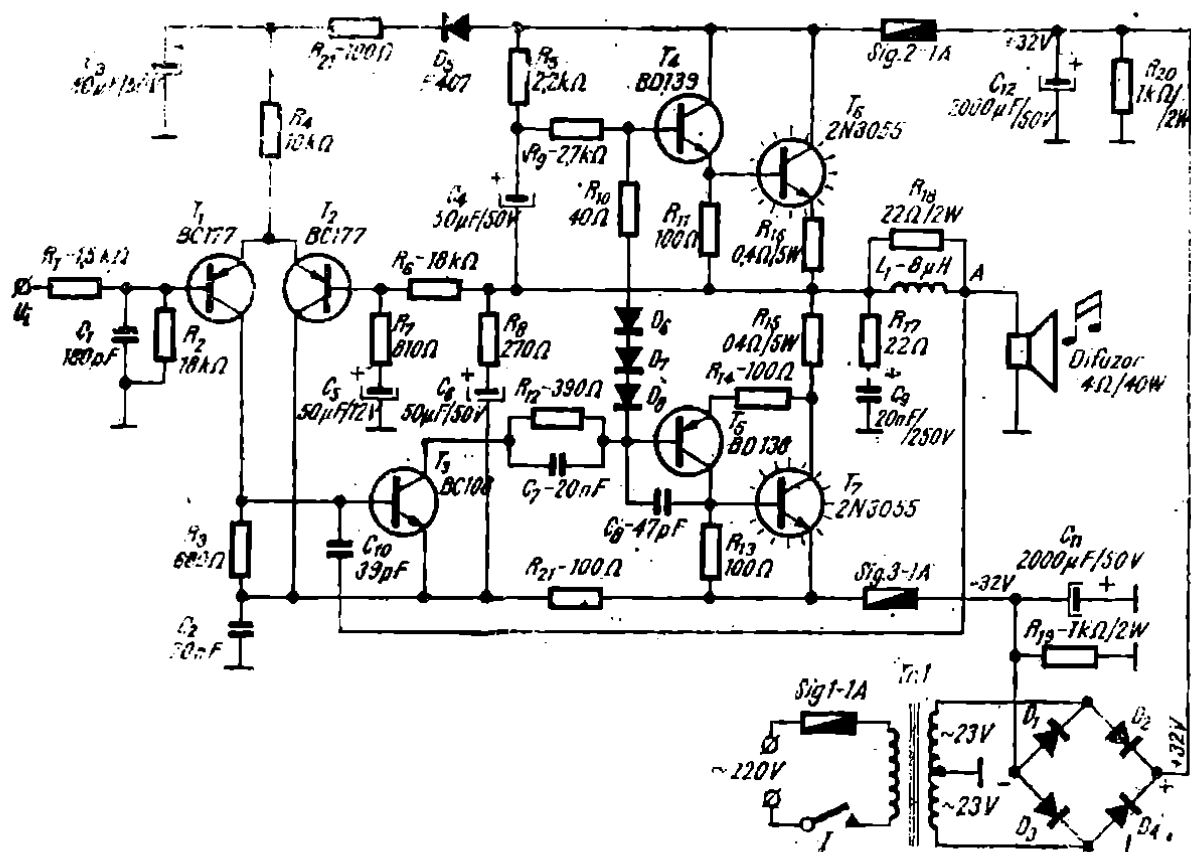 R21-100Ω
D5
F407
R5
2,2kΩ
T4
BD139
Sig.2-1A
+32V
C12
2000µF/
50V
R20
1kΩ
/2W
R4
10kΩ
R9-2,7kΩ
T6
2N3055
C4
50µF/50V
R10
40Ω
R11
100Ω
R16
0,4Ω/5W
R18
22Ω/2W
L1-8µH
A
T1
BC177
T2
BC177
R1-1,5kΩ
Ui
R6-18kΩ
C1
180pF
R2
18kΩ
R7
810Ω
R8
270Ω
D6
D7
D8
R15
0,4Ω/5W
R17
22Ω
C9
20nF/
/250V
Difuzor
4Ω/40W
C5
50µF/12V
C6
50µF/50V
R12-390Ω
C7-20nF
R14-100Ω
T5
BD138
T3
BC108
C8-47pF
T7
2N3055
R3
680Ω
C10
39pF
R21-100Ω
R13
100Ω
Sig.3-1A
-32V
C11
2000µF/50V
R19-1kΩ/2W
C2
Sig1-1A
Tr.1
~220V
I
~23V
~23V
D1
D2
D3
D4
+32V